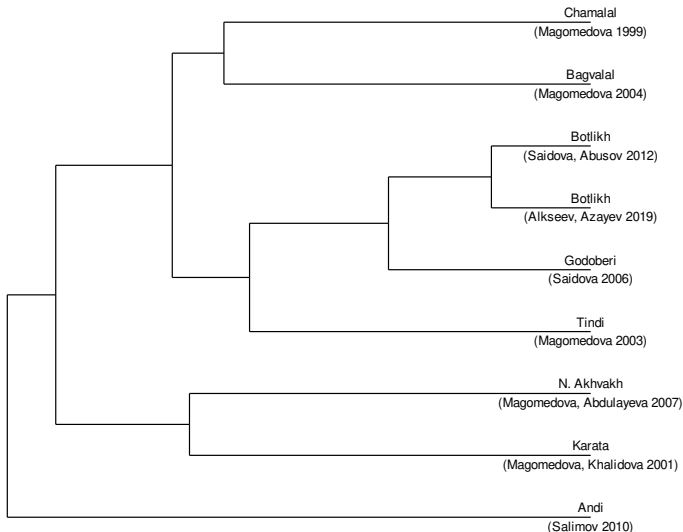 Chamalal
(Magomedova 1999)
Bagvalal
(Magomedova 2004)
Botlikh
(Saidova, Abusov 2012)
Botlikh
(Alkseev, Azayev 2019)
Godoberi
(Saidova 2006)
Tindi
(Magomedova 2003)
N. Akhvakh
(Magomedova, Abdulayeva 2007)
Karata
(Magomedova, Khalidova 2001)
Andi
(Salimov 2010)